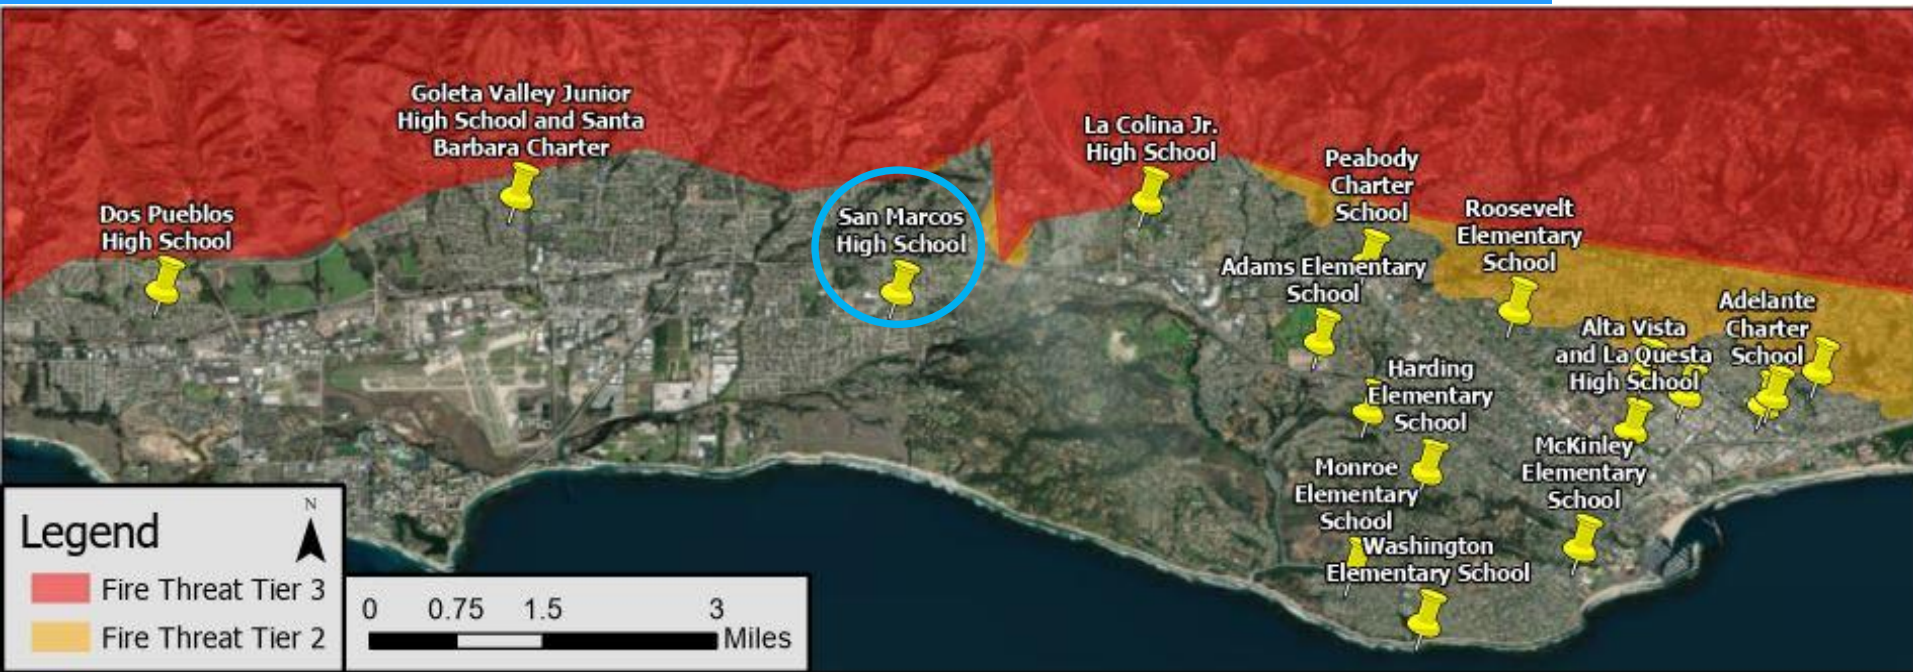 Goleta Valley Junior
High School and Santa
Barbara Charter
La Colina Jr.
High School
Peabody
Charter
School
Dos Pueblos
High School
San Marcos
High School
Roosevelt
Elementary
School
Adams Elementary
School
Adelante
Charter
School
Alta Vista
and La Questa
High School
Harding
Elementary
School
McKinley
Elementary
School
Monroe
Elementary
School
Washington
Elementary School
Legend
N
Fire Threat Tier 3
Fire Threat Tier 2
0 0.75 1.5 3
Miles